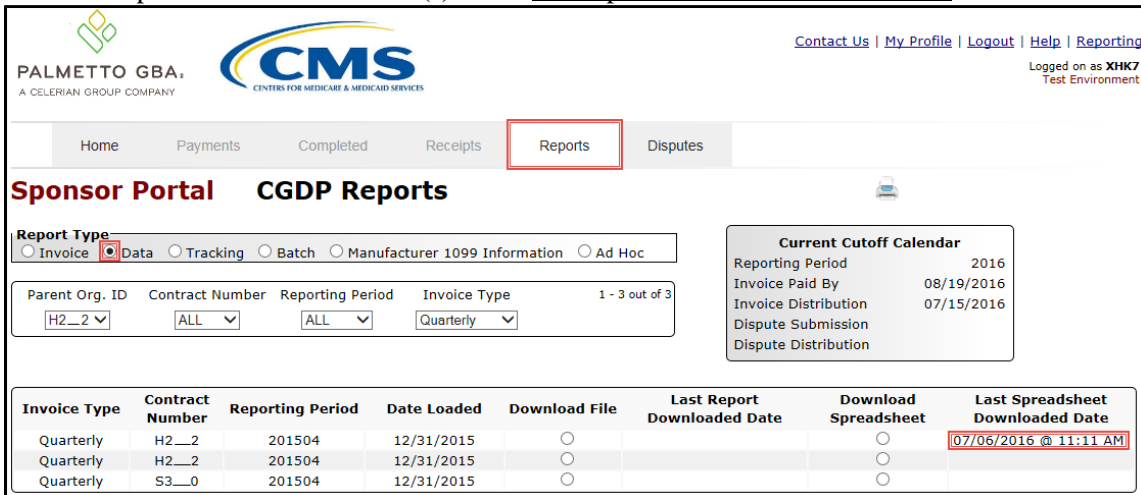 PALMETTO GBA.
A CELERIAN GROUP COMPANY
CMS
CENTERS FOR MEDICARE & MEDICAID SERVICES
Contact Us | My Profile | Logout | Help | Reporting
Logged on as XHK7
Test Environment
Home Payments Completed Receipts Reports Disputes
Sponsor Portal CGDP Reports
Report Type
Invoice Data Tracking Batch Manufacturer 1099 Information Ad Hoc
Parent Org. ID Contract Number Reporting Period Invoice Type 1 - 3 out of 3
H2__2 ALL ALL Quarterly
Current Cutoff Calendar
Reporting Period 2016
Invoice Paid By 08/19/2016
Invoice Distribution 07/15/2016
Dispute Submission
Dispute Distribution
Invoice Type Contract Number Reporting Period Date Loaded Download File Last Report Downloaded Date Download Spreadsheet Last Spreadsheet Downloaded Date
Quarterly H2__2 201504 12/31/2015 07/06/2016 @ 11:11 AM
Quarterly H2__2 201504 12/31/2015
Quarterly S3__0 201504 12/31/2015